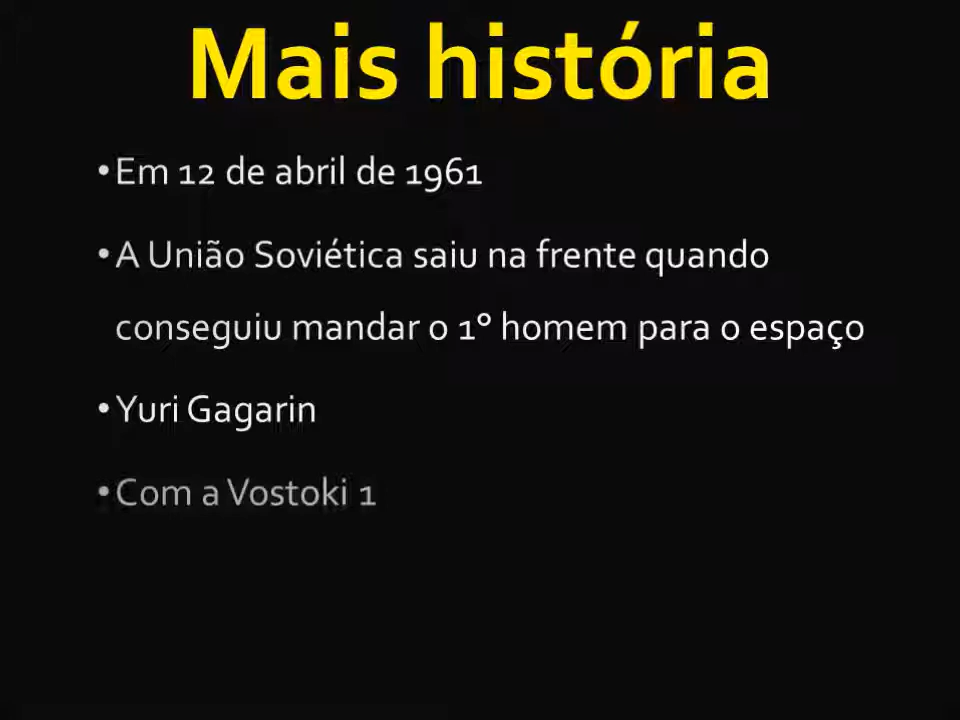 Mais história
•Em 12 de abril de 1961
•A União Soviética saiu na frente quando
conseguiu mandar o 1º homem para o espaço
•Yuri Gagarin
•Com a Vostoki 1